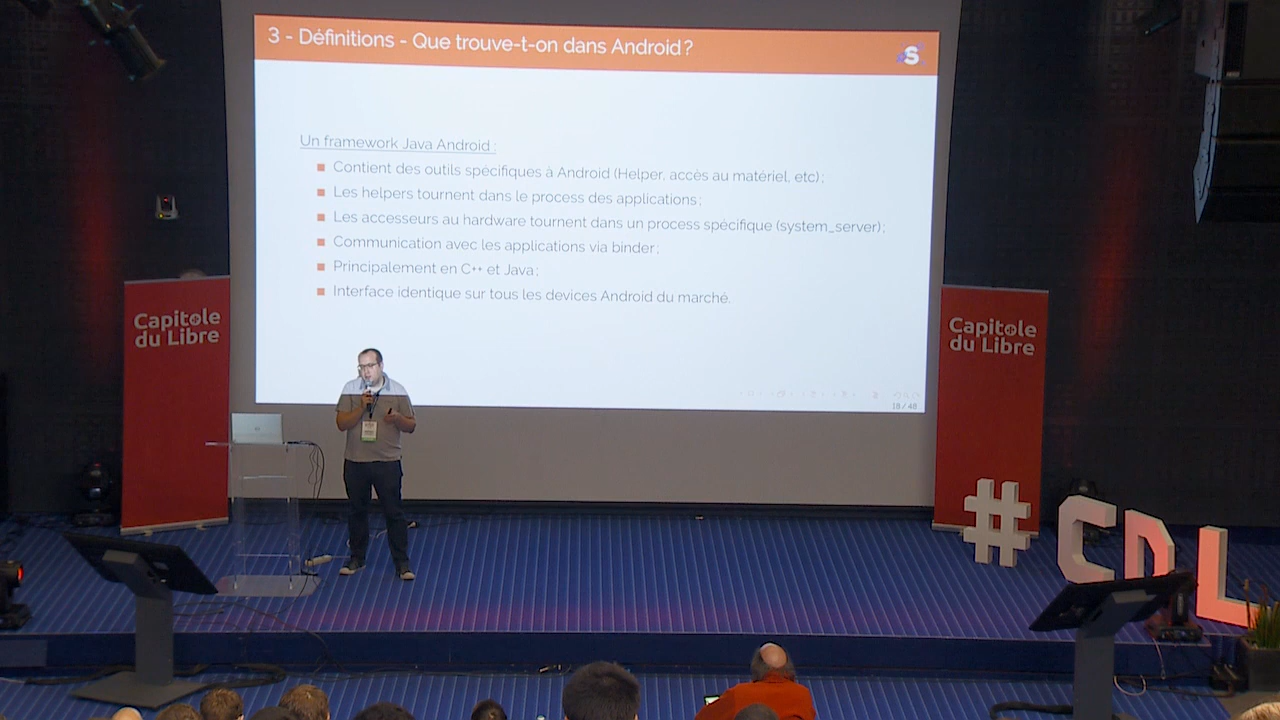 3 - Définitions - Que trouve-t-on dans Android ?
S
Un framework Java Android :
Contient des outils spécifiques à Android (Helper, accès au matériel, etc) ;
Les helpers tournent dans le process des applications ;
Les accesseurs au hardware tournent dans un process spécifique (system_server) ;
Communication avec les applications via binder ;
Principalement en C++ et Java ;
Interface identique sur tous les devices Android du marché.
18 / 48
Capitole
du Libre
Capitole
du Libre
#CDL